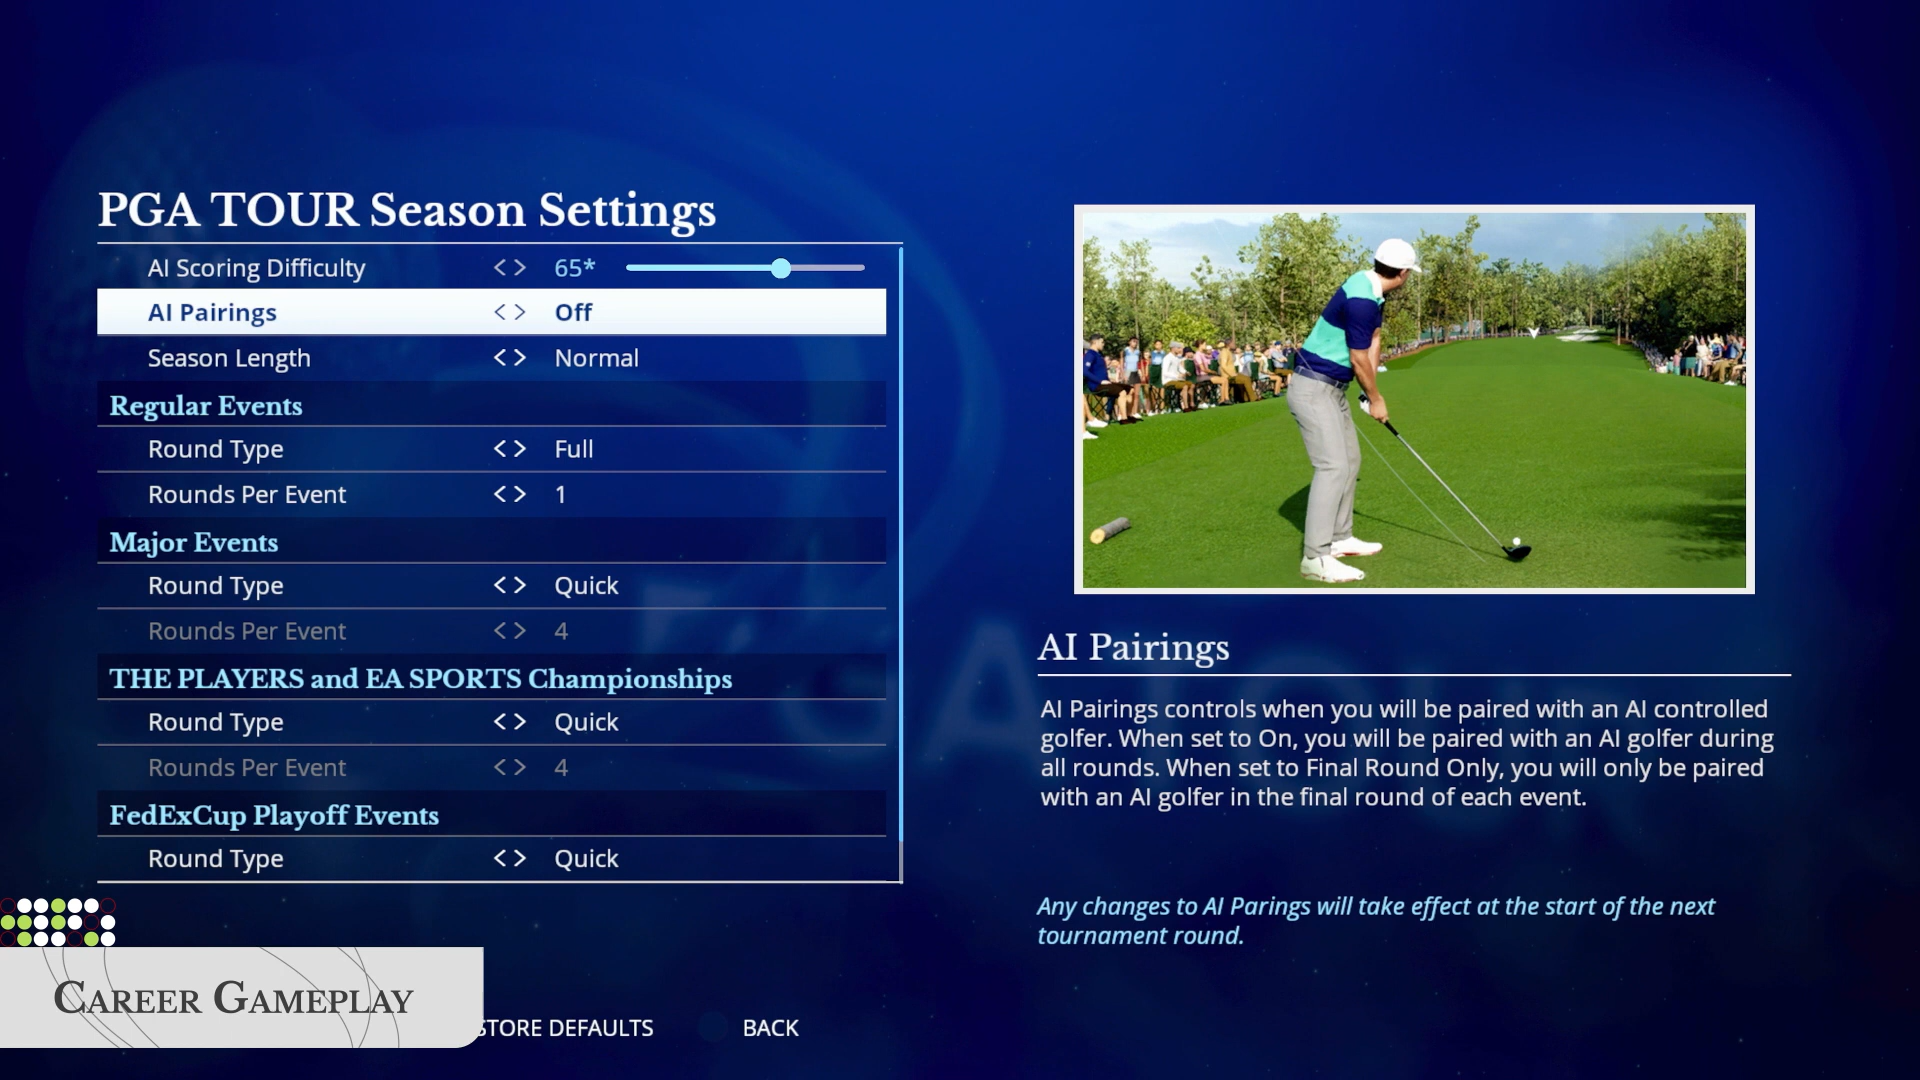 PGA TOUR Season Settings
AI Scoring Difficulty <> 65*
AI Pairings <> Off
Season Length <> Normal
Regular Events
Round Type <> Full
Rounds Per Event <> 1
Major Events
Round Type <> Quick
Rounds Per Event <> 4
THE PLAYERS and EA SPORTS Championships
Round Type <> Quick
Rounds Per Event <> 4
FedExCup Playoff Events
Round Type <> Quick
AI Pairings
AI Pairings controls when you will be paired with an AI controlled
golfer. When set to On, you will be paired with an AI golfer during
all rounds. When set to Final Round Only, you will only be paired
with an AI golfer in the final round of each event.
Any changes to AI Parings will take effect at the start of the next
tournament round.
CAREER GAMEPLAY
STORE DEFAULTS
BACK